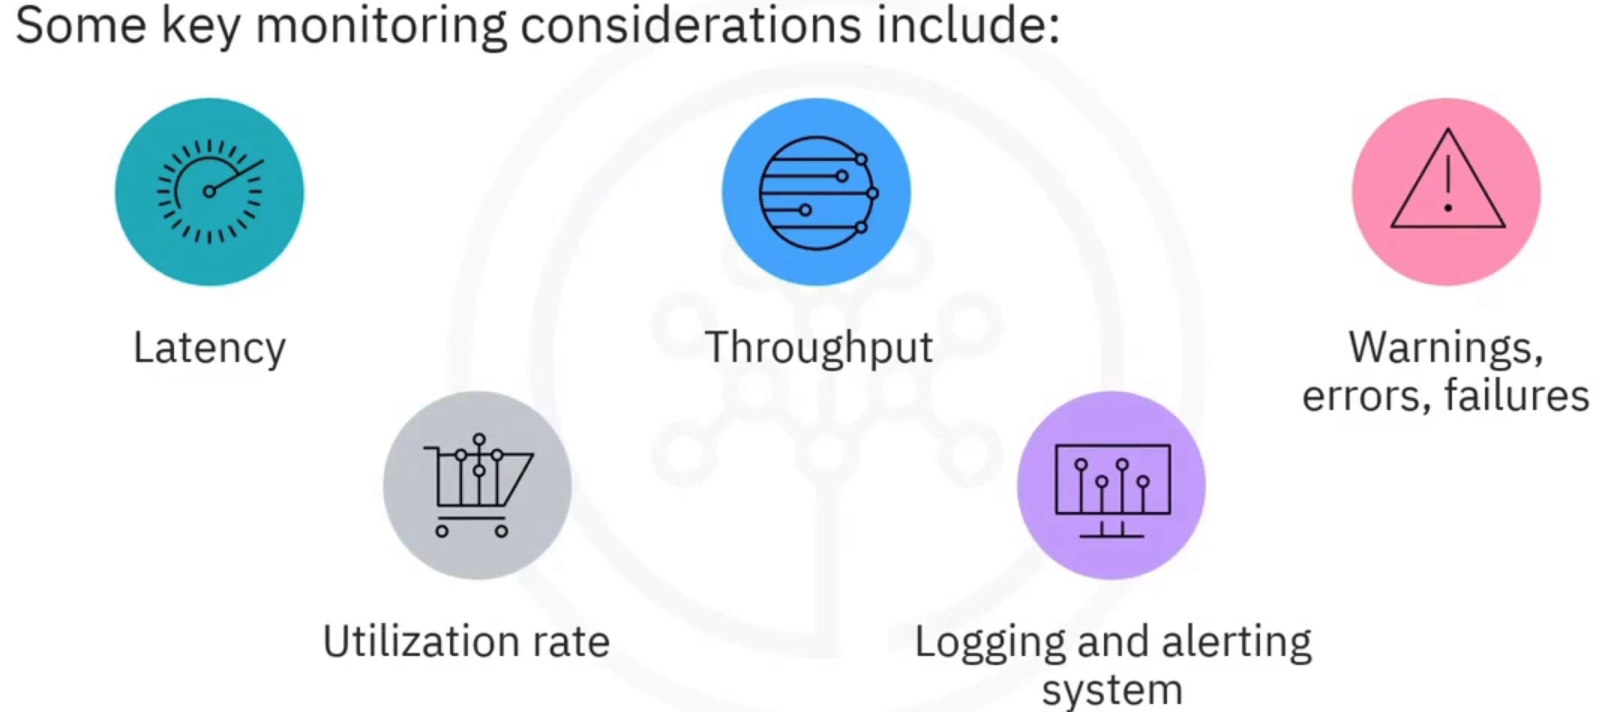 Some key monitoring considerations include:
Latency
Throughput
Warnings,
errors, failures
Utilization rate
Logging and alerting
system